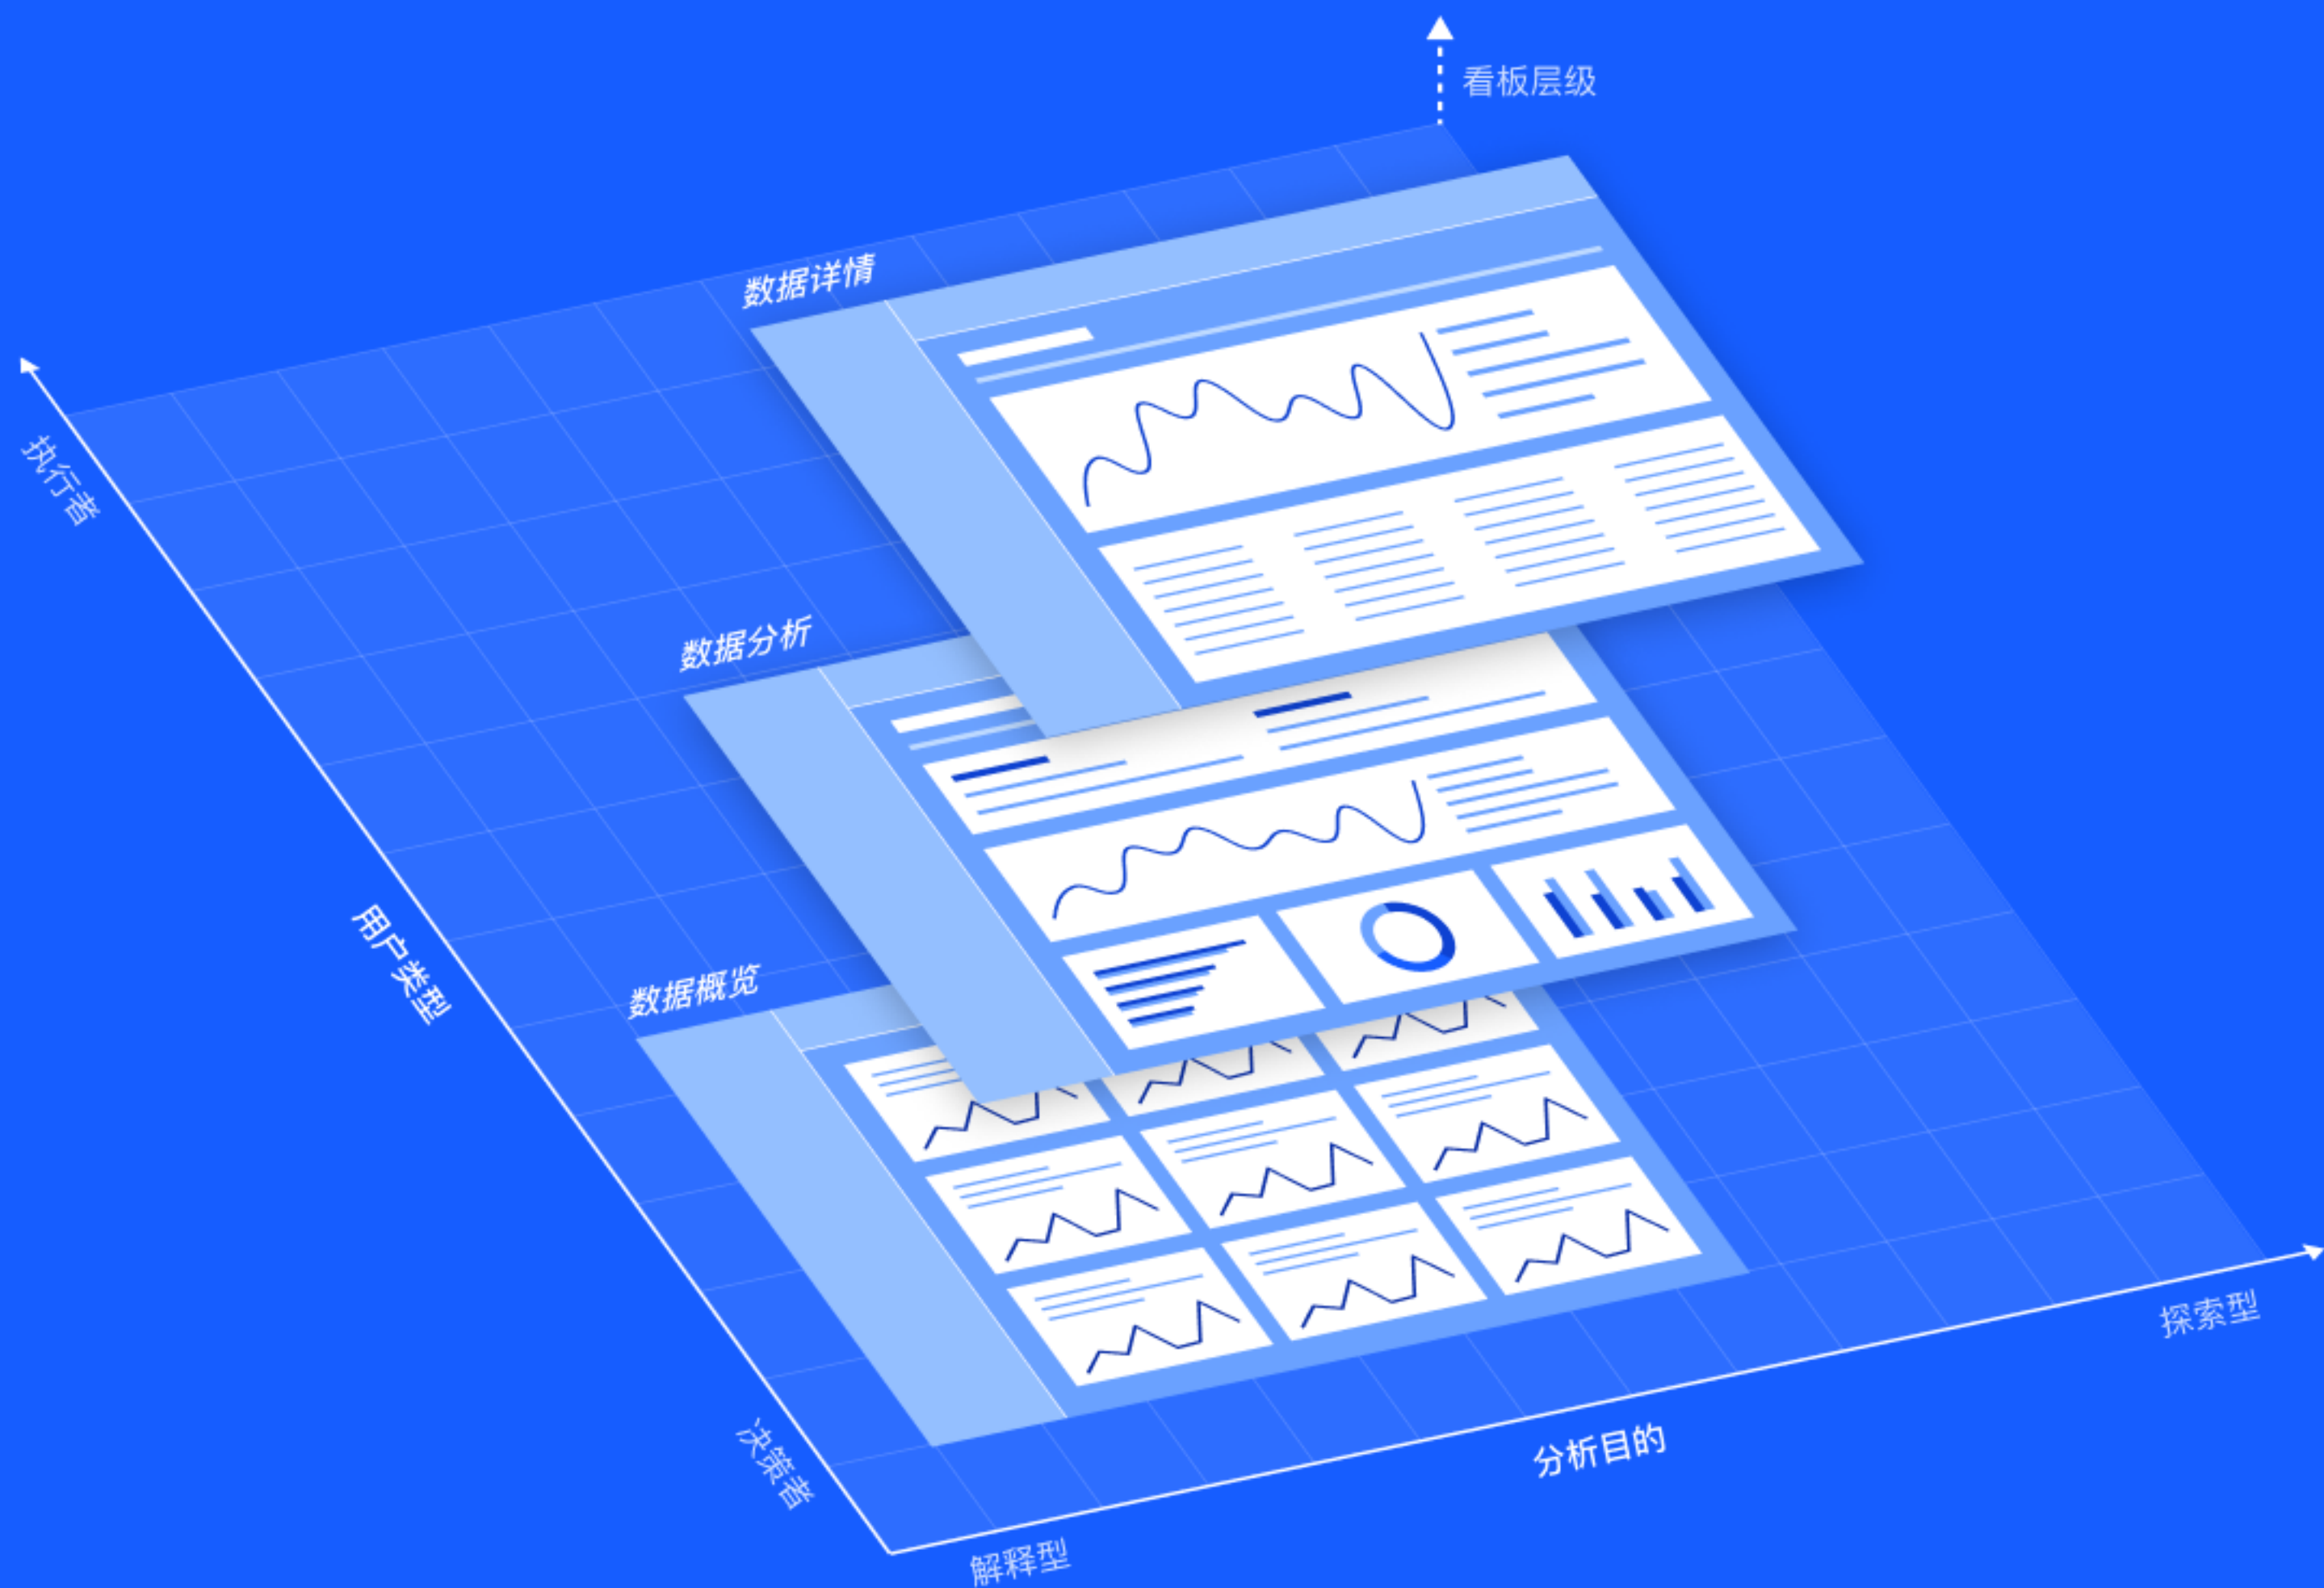 看板层级
数据详情
执行者
数据分析
用户类型
数据概览
探索型
决策者
分析目的
解释型